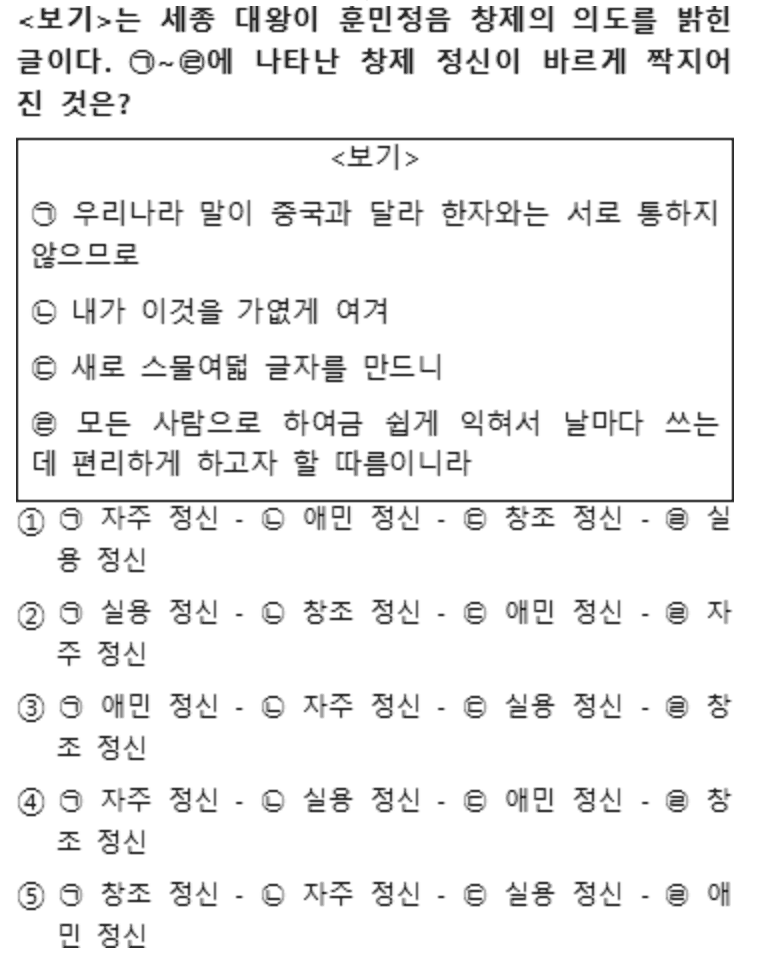 <보기>는 세종 대왕이 훈민정음 창제의 의도를 밝힌
글이다. ㉠~㉣에 나타난 창제 정신이 바르게 짝지어
진 것은?
<보기>
㉠ 우리나라 말이 중국과 달라 한자와는 서로 통하지
않으므로
㉡ 내가 이것을 가엾게 여겨
㉢ 새로 스물여덟 글자를 만드니
㉣ 모든 사람으로 하여금 쉽게 익혀서 날마다 쓰는
데 편리하게 하고자 할 따름이니라
① ㉠ 자주 정신 - ㉡ 애민 정신 - ㉢ 창조 정신 - ㉣ 실
용 정신
② ㉠ 실용 정신 - ㉡ 창조 정신 - ㉢ 애민 정신 - ㉣ 자
주 정신
③ ㉠ 애민 정신 - ㉡ 자주 정신 - ㉢ 실용 정신 - ㉣ 창
조 정신
④ ㉠ 자주 정신 - ㉡ 실용 정신 - ㉢ 애민 정신 - ㉣ 창
조 정신
⑤ ㉠ 창조 정신 - ㉡ 자주 정신 - ㉢ 실용 정신 - ㉣ 애
민 정신